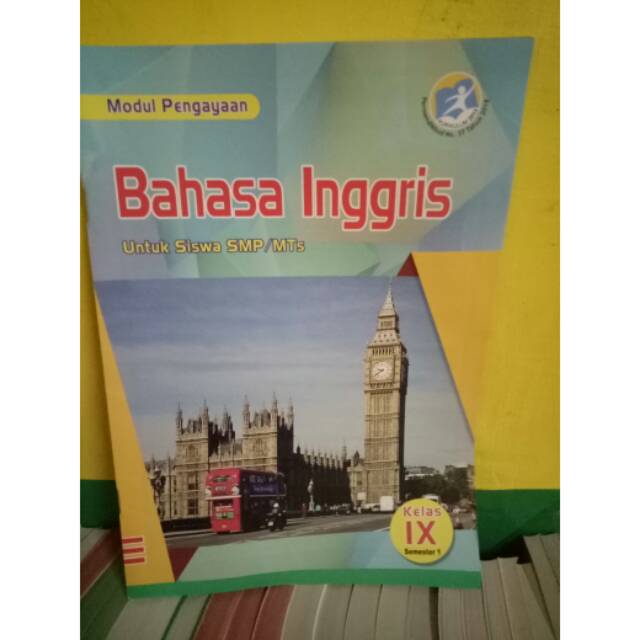 Modul Pengayaan
Bahasa Inggris
Untuk Siswa SMP/MTs
Kelas
IX
Semester 1